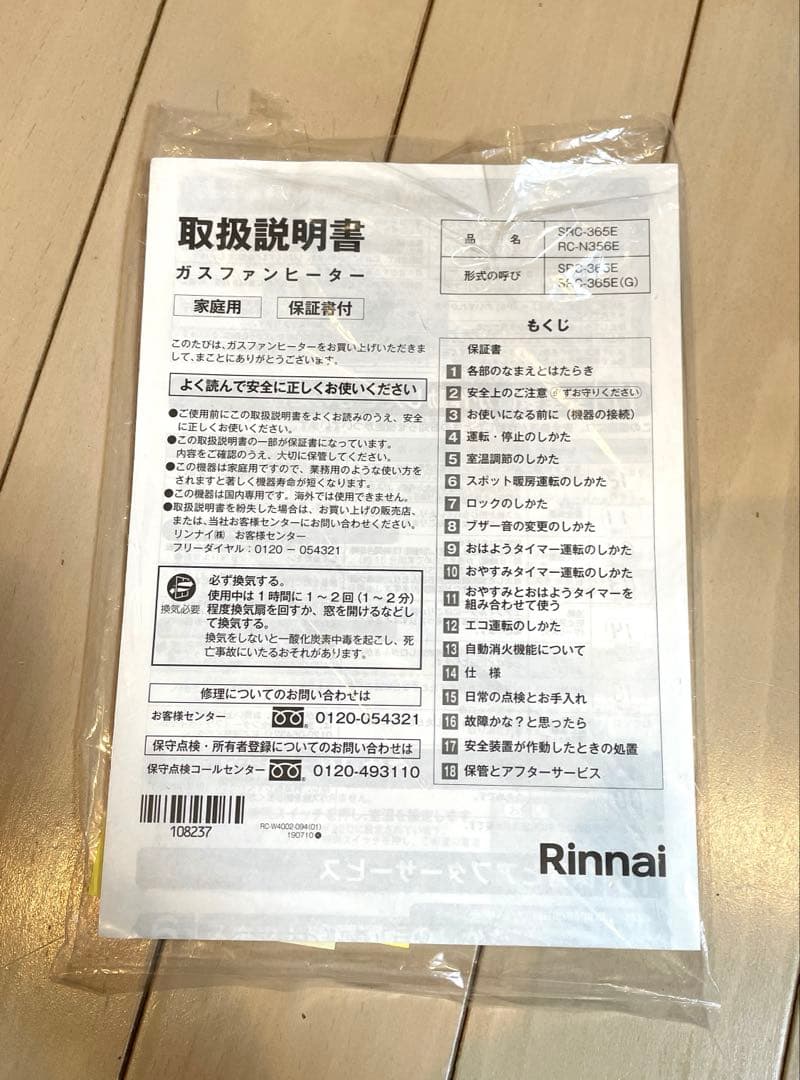 取扱説明書
ガスファンヒーター
家庭用 保証書付
このたびは、ガスファンヒーターをお買い上げいただきま
して、まことにありがとうございます。
よく読んで安全に正しくお使いください
●ご使用前にこの取扱説明書をよくお読みのうえ、安全
に正しくお使いください。
●この取扱説明書の一部が保証書になっています。
内容をご確認のうえ、大切に保管してください。
●この機器は家庭用ですので、業務用のような使い方を
されますと著しく機器寿命が短くなります。
●この機器は国内専用です。海外では使用できません。
●取扱説明書を紛失した場合は、お買い上げの販売店、
または、当社お客様センターにお問い合わせください。
リンナイ㈱ お客様センター
フリーダイヤル：0120 － 054321
換気必要
必ず換気する。
使用中は１時間に１～２回（１～２分）
程度換気扇を回すか、窓を開けるなどし
て換気する。
換気をしないと一酸化炭素中毒を起こし、死
亡事故にいたるおそれがあります。
修理についてのお問い合わせは
お客様センター 0120-054321
保守点検・所有者登録についてのお問い合わせは
保守点検コールセンター 0120-493110
108237
RC-W4002-094(01)
190710
品名 SRC-365E
RC-N356E
形式の呼び SRC-365E
SRC-365E(G)
もくじ
保証書
1 各部のなまえとはたらき
2 安全上のご注意 ずお守りください
3 お使いになる前に（機器の接続）
4 運転・停止のしかた
5 室温調節のしかた
6 スポット暖房運転のしかた
7 ロックのしかた
8 ブザー音の変更のしかた
9 おはようタイマー運転のしかた
10 おやすみタイマー運転のしかた
11 おやすみとおはようタイマーを
組み合わせて使う
12 エコ運転のしかた
13 自動消火機能について
14 仕様
15 日常の点検とお手入れ
16 故障かな？と思ったら
17 安全装置が作動したときの処置
18 保管とアフターサービス
Rinnai